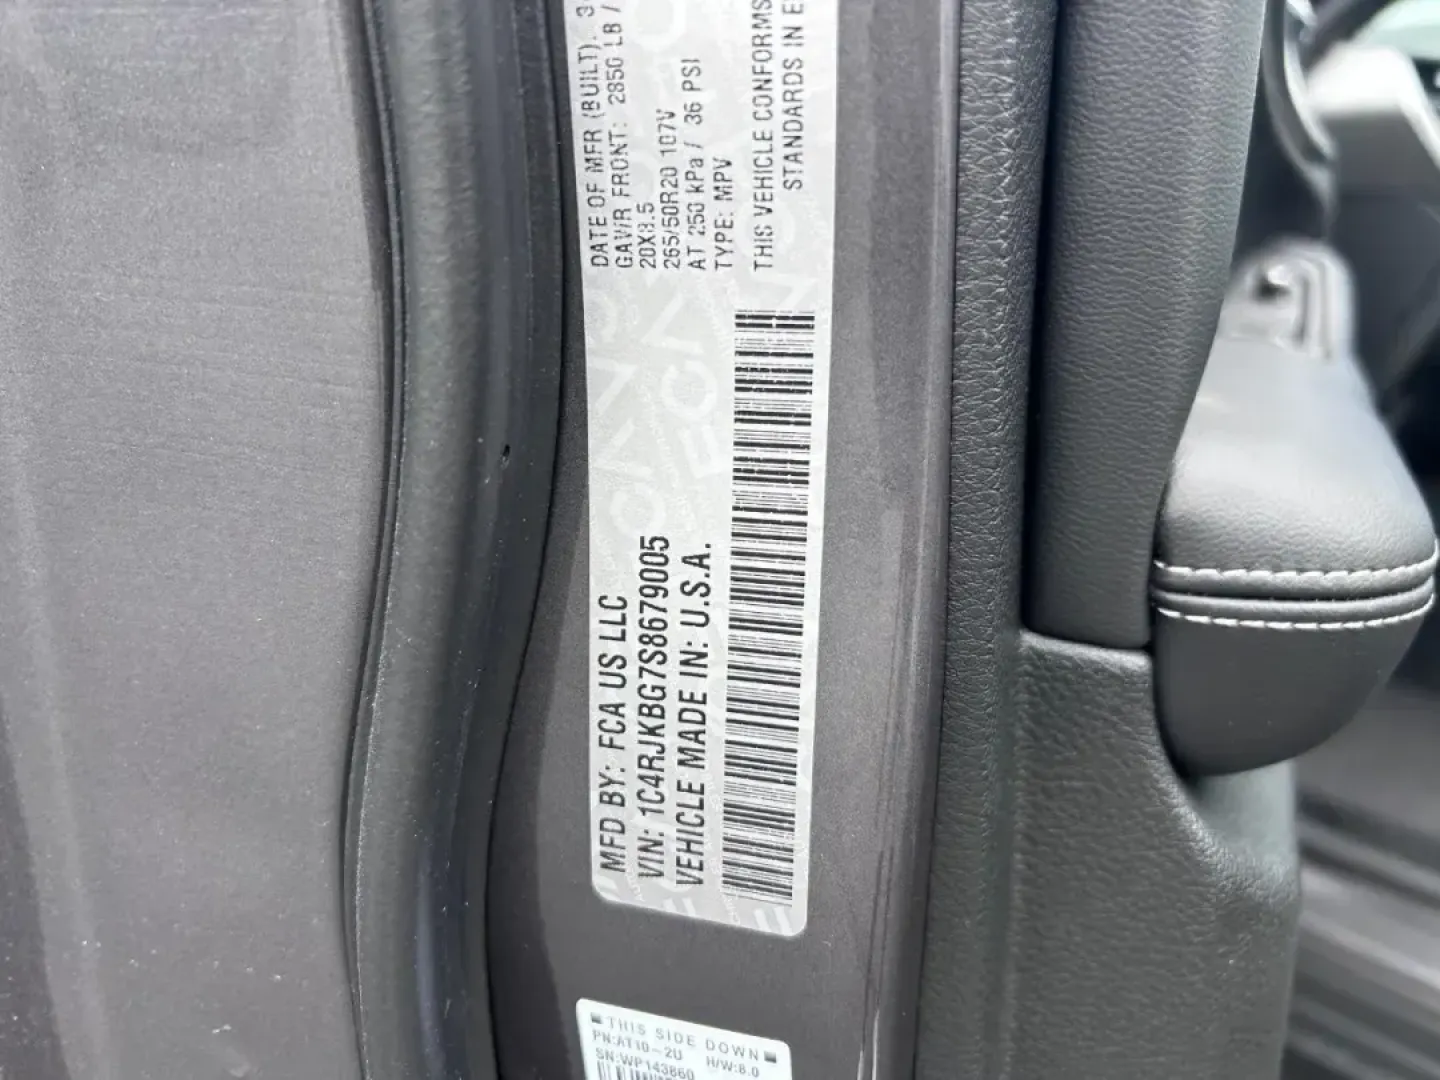 MFD BY: FCA US LLC
VIN: 1C4RJKBG7S8679005
VEHICLE MADE IN: U.S.A.
DATE OF MFR (BUILT): 3
GAWR FRONT: 2850 LB /
20X8.5
265/50R20 107V
AT 250 kPa / 36 PSI
TYPE: MPV
THIS VEHICLE CONFORMS
STANDARDS IN
THIS SIDE DOWN
PN:AT10-2U H/W:8.0
SN:WP143860